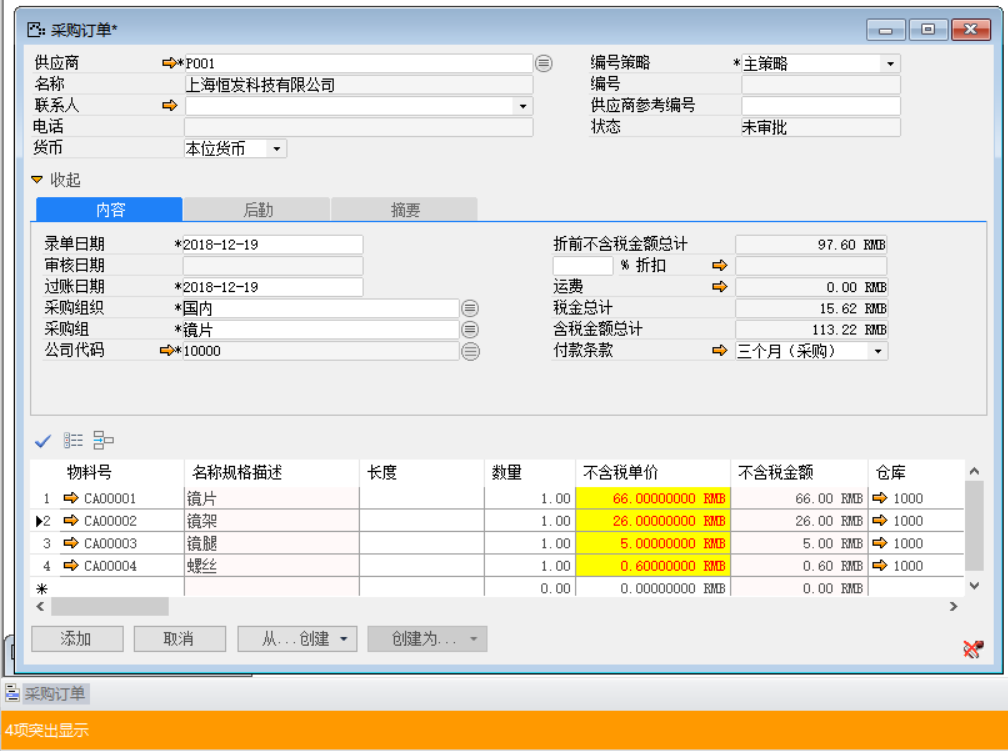 采购订单*
供应商 *P001 编号策略 *主策略
名称 上海恒发科技有限公司 编号
联系人 供应商参考编号
电话 状态 未审批
货币 本位货币
收起
内容 后勤 摘要
录单日期 *2018-12-19 折前不含税金额总计 97.60 RMB
审核日期 % 折扣
过账日期 *2018-12-19 运费 0.00 RMB
采购组织 *国内 税金总计 15.62 RMB
采购组 *镜片 含税金额总计 113.22 RMB
公司代码 *10000 付款条款 三个月（采购）
物料号 名称规格描述 长度 数量 不含税单价 不含税金额 仓库
1 CA00001 镜片 1.00 66.00000000 RMB 66.00 RMB 1000
2 CA00002 镜架 1.00 26.00000000 RMB 26.00 RMB 1000
3 CA00003 镜腿 1.00 5.00000000 RMB 5.00 RMB 1000
4 CA00004 螺丝 1.00 0.60000000 RMB 0.60 RMB 1000
* 0.00 0.00000000 RMB 0.00 RMB
添加 取消 从...创建 创建为...
采购订单
4项突出显示